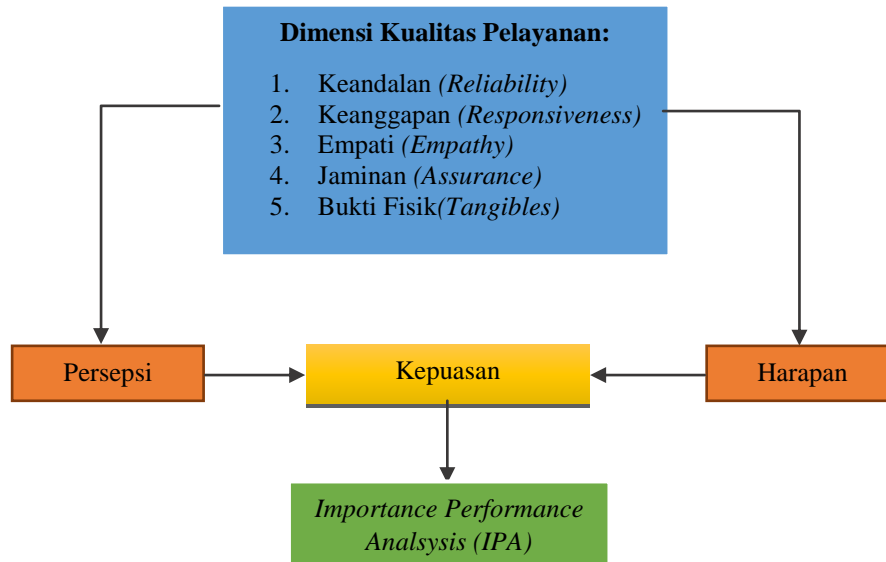 Dimensi Kualitas Pelayanan:
1. Keandalan (Reliability)
2. Keanggapan (Responsiveness)
3. Empati (Empathy)
4. Jaminan (Assurance)
5. Bukti Fisik(Tangibles)
Persepsi
Kepuasan
Harapan
Importance Performance
Analsysis (IPA)